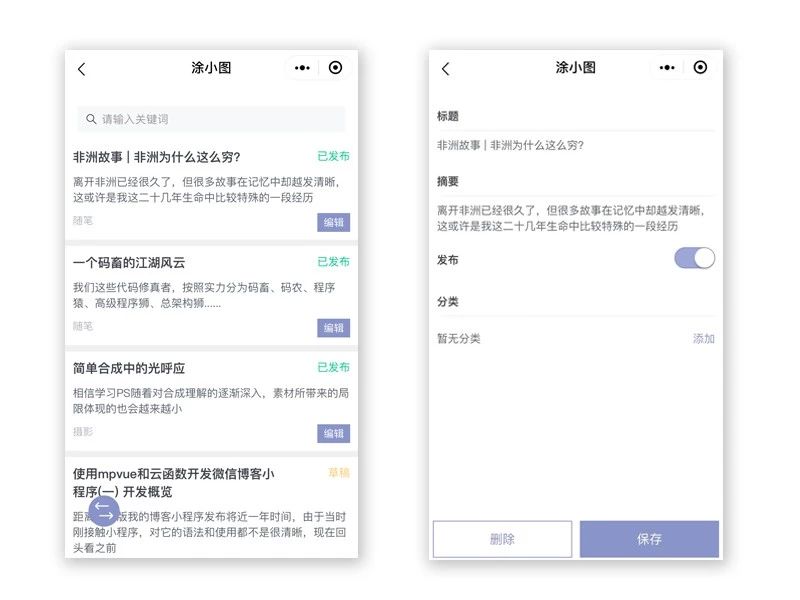 涂小图
请输入关键词
非洲故事 | 非洲为什么这么穷?
已发布
离开非洲已经很久了，但很多故事在记忆中却越发清晰，
这或许是我这二十几年生命中比较特殊的一段经历
随笔
编辑
一个码畜的江湖风云
已发布
我们这些代码修真者，按照实力分为码畜、码农、程序
猿、高级程序狮、总架构狮......
随笔
编辑
简单合成中的光呼应
已发布
相信学习PS随着对合成理解的逐渐深入，素材所带来的局
限体现的也会越来越小
摄影
编辑
使用mpvue和云函数开发微信博客小
草稿
程序(一) 开发概览
距离
版我的博客小程序发布将近一年时间，由于当时
刚接触小程序，对它的语法和使用都不是很清晰，现在回
头看之前
涂小图
标题
非洲故事 | 非洲为什么这么穷?
摘要
离开非洲已经很久了，但很多故事在记忆中却越发清晰，
这或许是我这二十几年生命中比较特殊的一段经历
发布
分类
暂无分类
添加
删除
保存